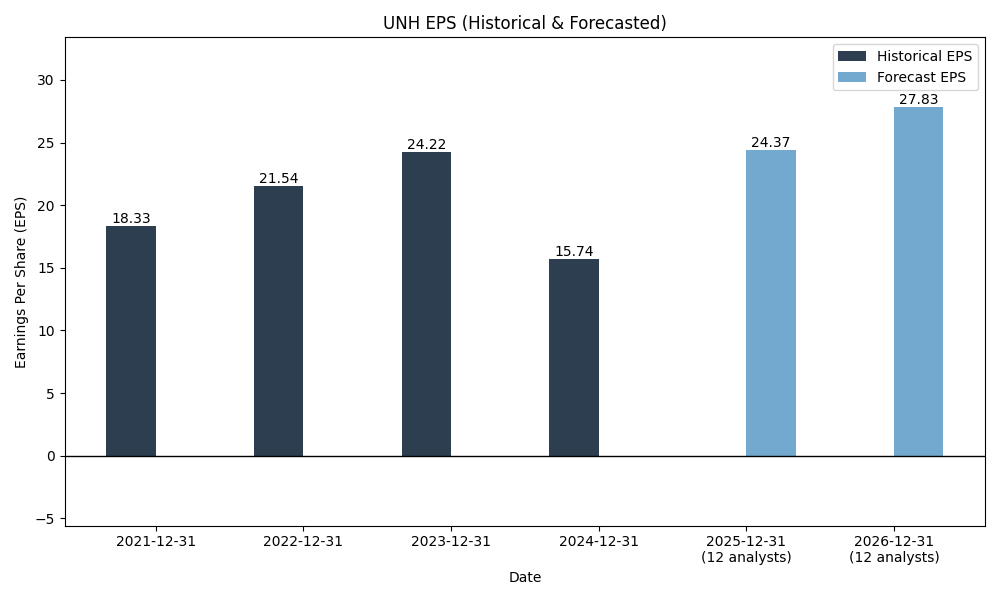 UNH EPS (Historical & Forecasted)
Historical EPS
Forecast EPS
Earnings Per Share (EPS)
30
25
20
15
10
5
0
−5
18.33
21.54
24.22
15.74
24.37
27.83
2021-12-31
2022-12-31
2023-12-31
2024-12-31
2025-12-31
(12 analysts)
2026-12-31
(12 analysts)
Date